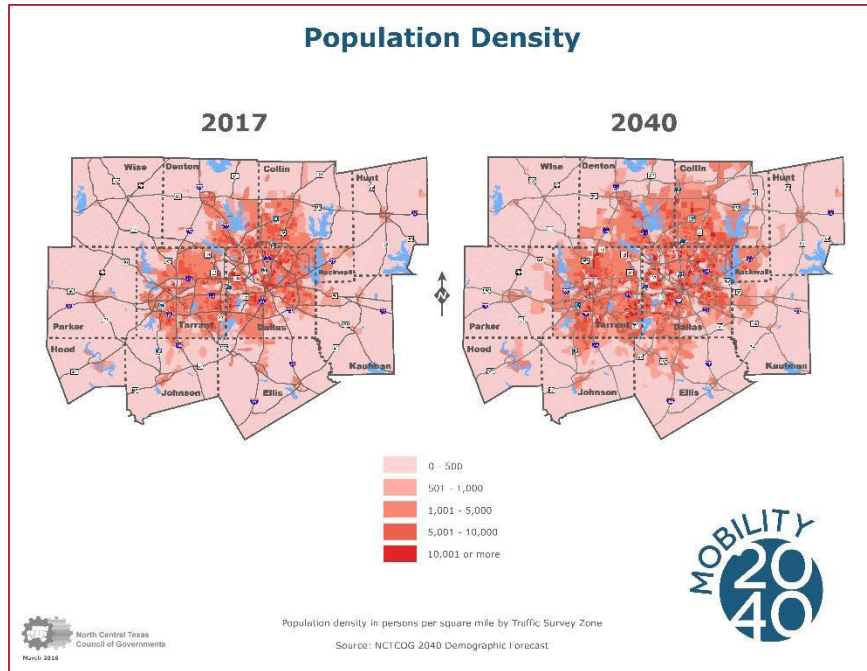 Population Density
2017
2040
Wise
Denton
Collin
Hunt
Rockwall
Parker
Tarrant
Dallas
Hood
Kaufman
Johnson
Ellis
Wise
Denton
Collin
Hunt
Rockwall
Parker
Tarrant
Dallas
Hood
Kaufman
Johnson
Ellis
N
0 - 500
501 - 1,000
1,001 - 5,000
5,001 - 10,000
10,001 or more
MOBILITY
20
40
North Central Texas
Council of Governments
March 2016
Population density in persons per square mile by Traffic Survey Zone
Source: NCTCOG 2040 Demographic Forecast